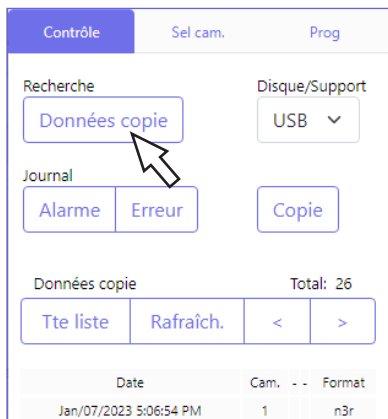 Contrôle Sel cam. Prog
Recherche Disque/Support
Données copie USB
Journal
Alarme Erreur Copie
Données copie Total: 26
Tte liste Rafraîch. < >
Date Cam. - - Format
Jan/07/2023 5:06:54 PM 1 n3r